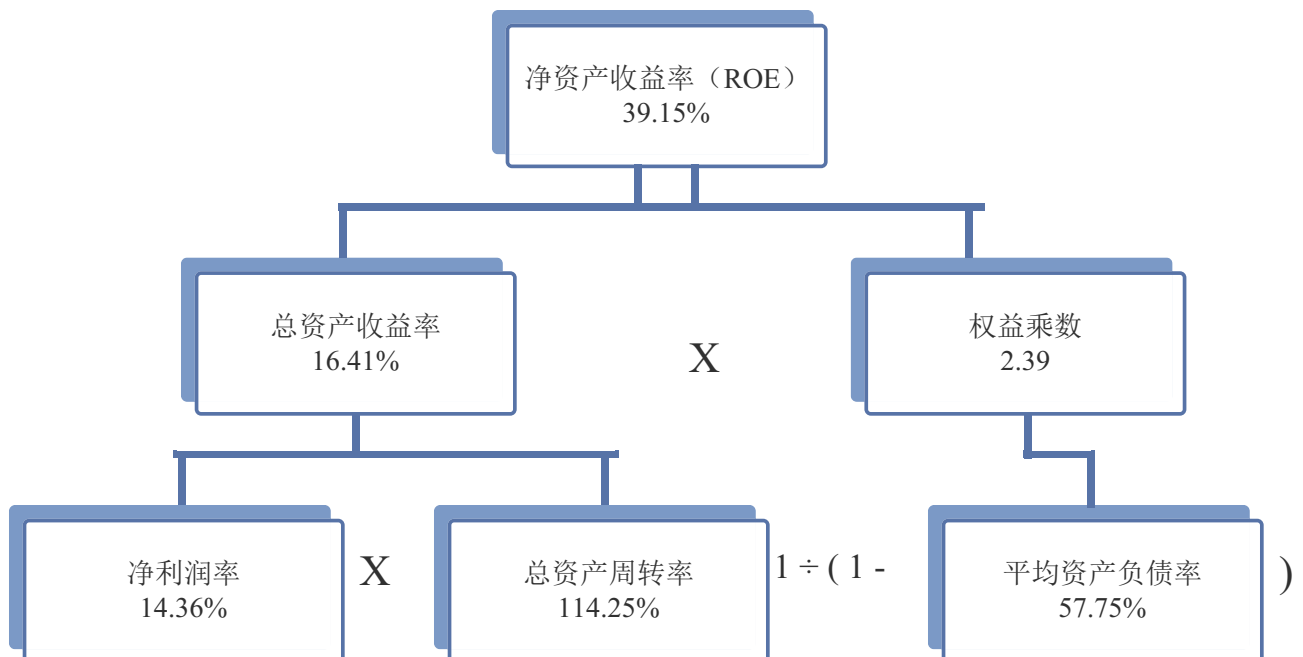 净资产收益率（ROE）
39.15%
总资产收益率
16.41%
X
权益乘数
2.39
净利润率
14.36%
X
总资产周转率
114.25%
1 ÷ ( 1 -
平均资产负债率
57.75%
)